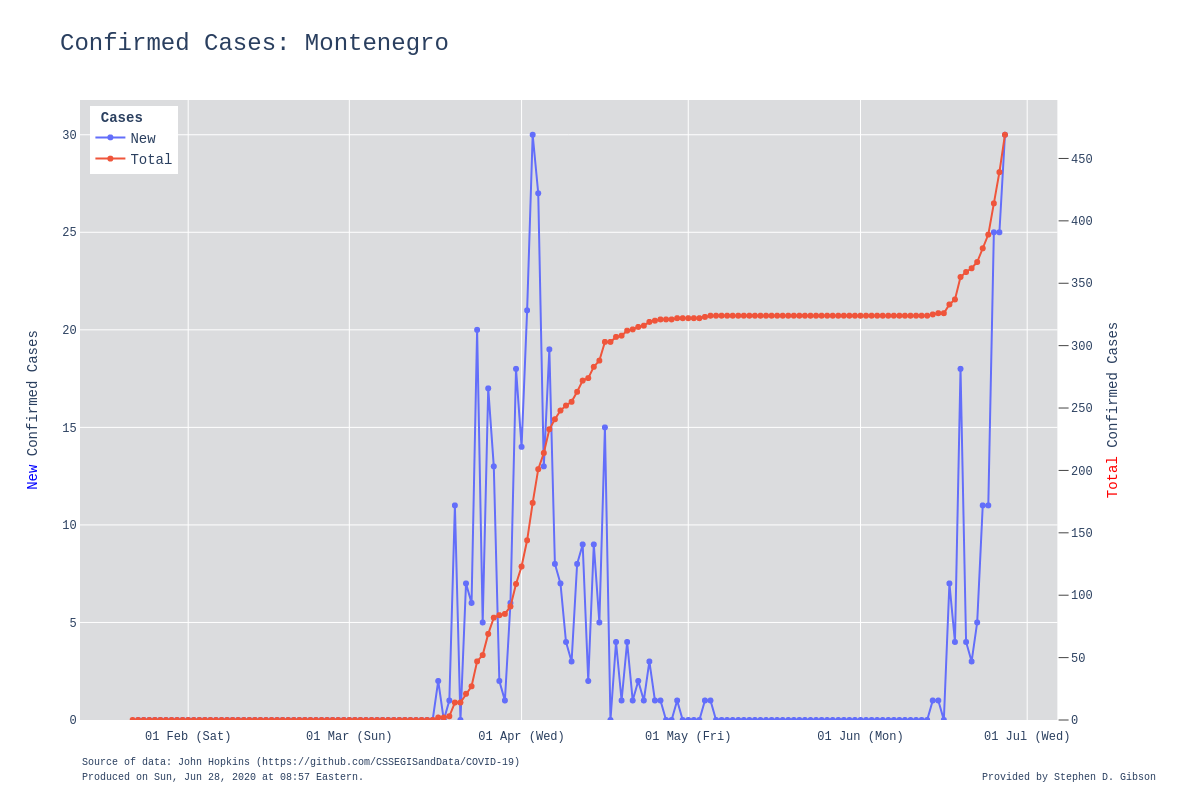 Confirmed Cases: Montenegro
Cases
New
Total
30
25
20
15
10
5
0
New Confirmed Cases
450
400
350
300
250
200
150
100
50
0
Total Confirmed Cases
01 Feb (Sat)
01 Mar (Sun)
01 Apr (Wed)
01 May (Fri)
01 Jun (Mon)
01 Jul (Wed)
Source of data: John Hopkins (https://github.com/CSSEGISandData/COVID-19)
Produced on Sun, Jun 28, 2020 at 08:57 Eastern.
Provided by Stephen D. Gibson